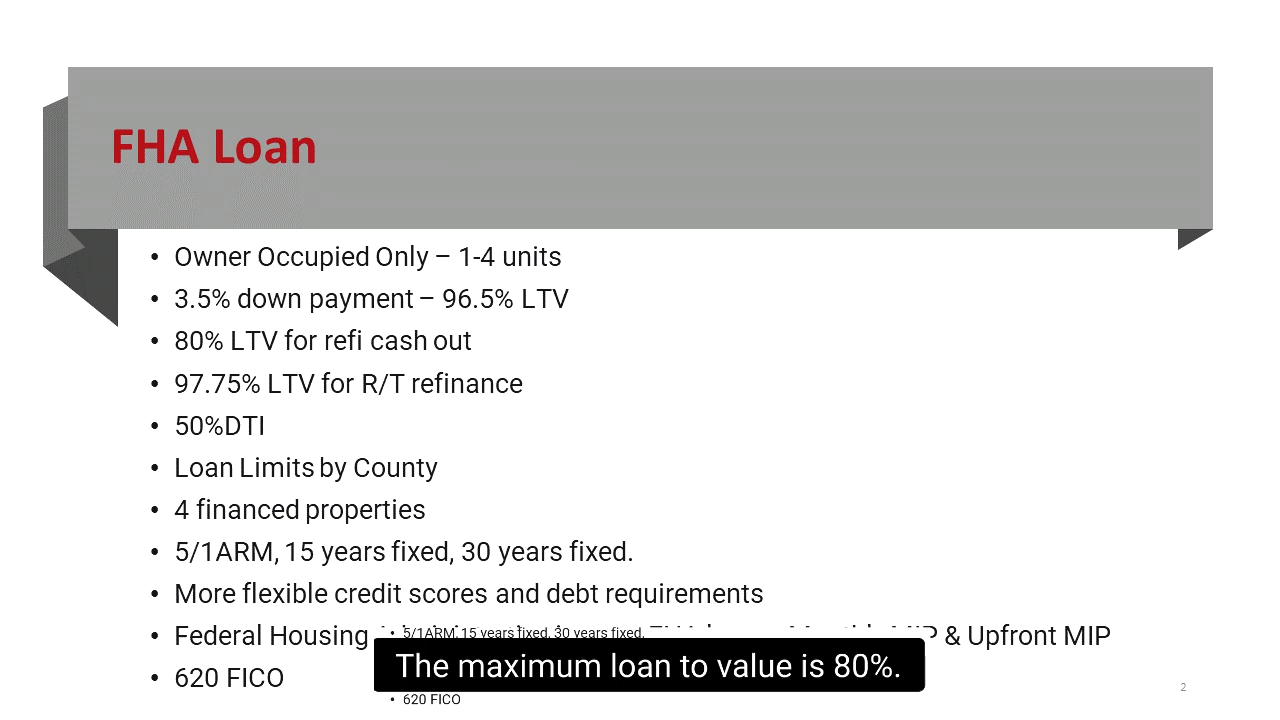 FHA Loan
• Owner Occupied Only – 1-4 units
• 3.5% down payment – 96.5% LTV
• 80% LTV for refi cash out
• 97.75% LTV for R/T refinance
• 50%DTI
• Loan Limits by County
• 4 financed properties
• 5/1ARM, 15 years fixed, 30 years fixed.
• More flexible credit scores and debt requirements
• Federal Housing & Upfront MIP
• 5/1ARM, 15 years fixed, 30 years fixed.
The maximum loan to value is 80%.
• 620 FICO
• 620 FICO
2